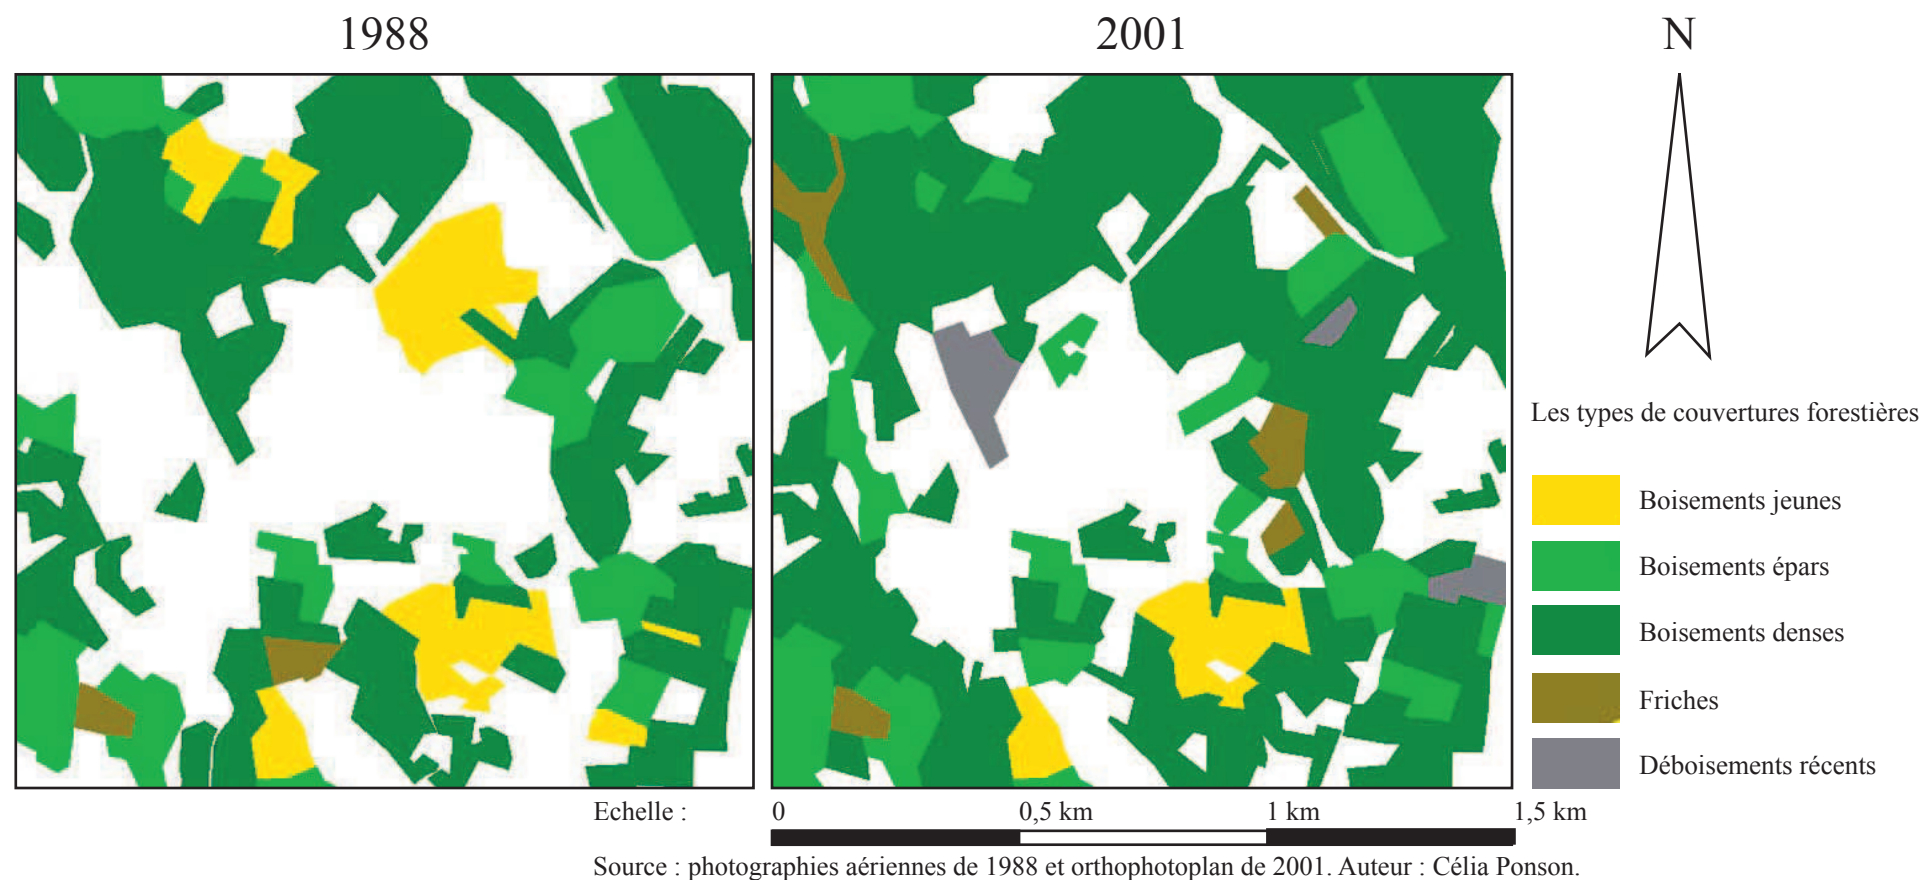 1988
2001
N
Les types de couvertures forestières
Boisements jeunes
Boisements épars
Boisements denses
Friches
Déboisements récents
Echelle :
0
0,5 km
1 km
1,5 km
Source : photographies aériennes de 1988 et orthophotoplan de 2001. Auteur : Célia Ponson.